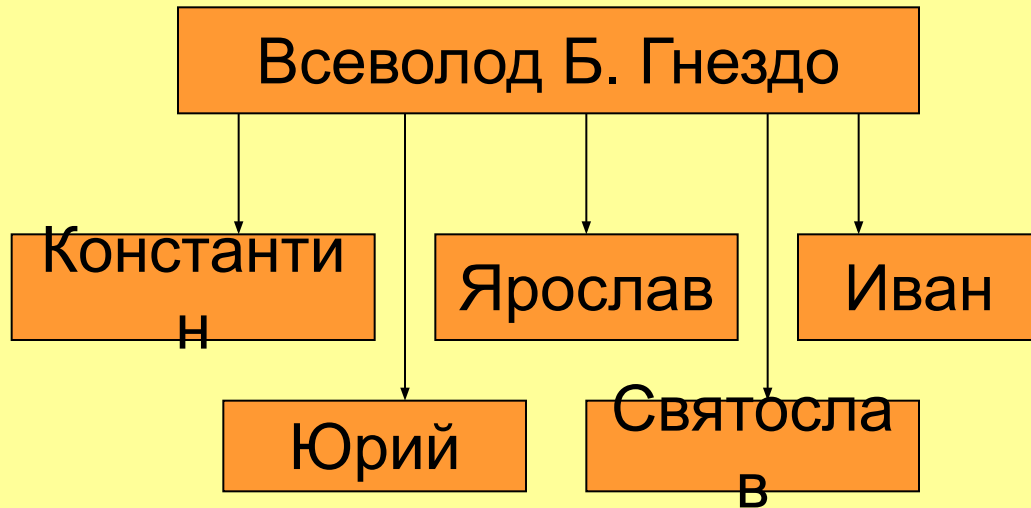 Всеволод Б. Гнездо
Константи
н
Ярослав
Иван
Юрий
Святосла
в